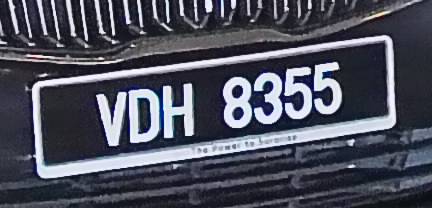 VDH 8355
The Power to Surprise